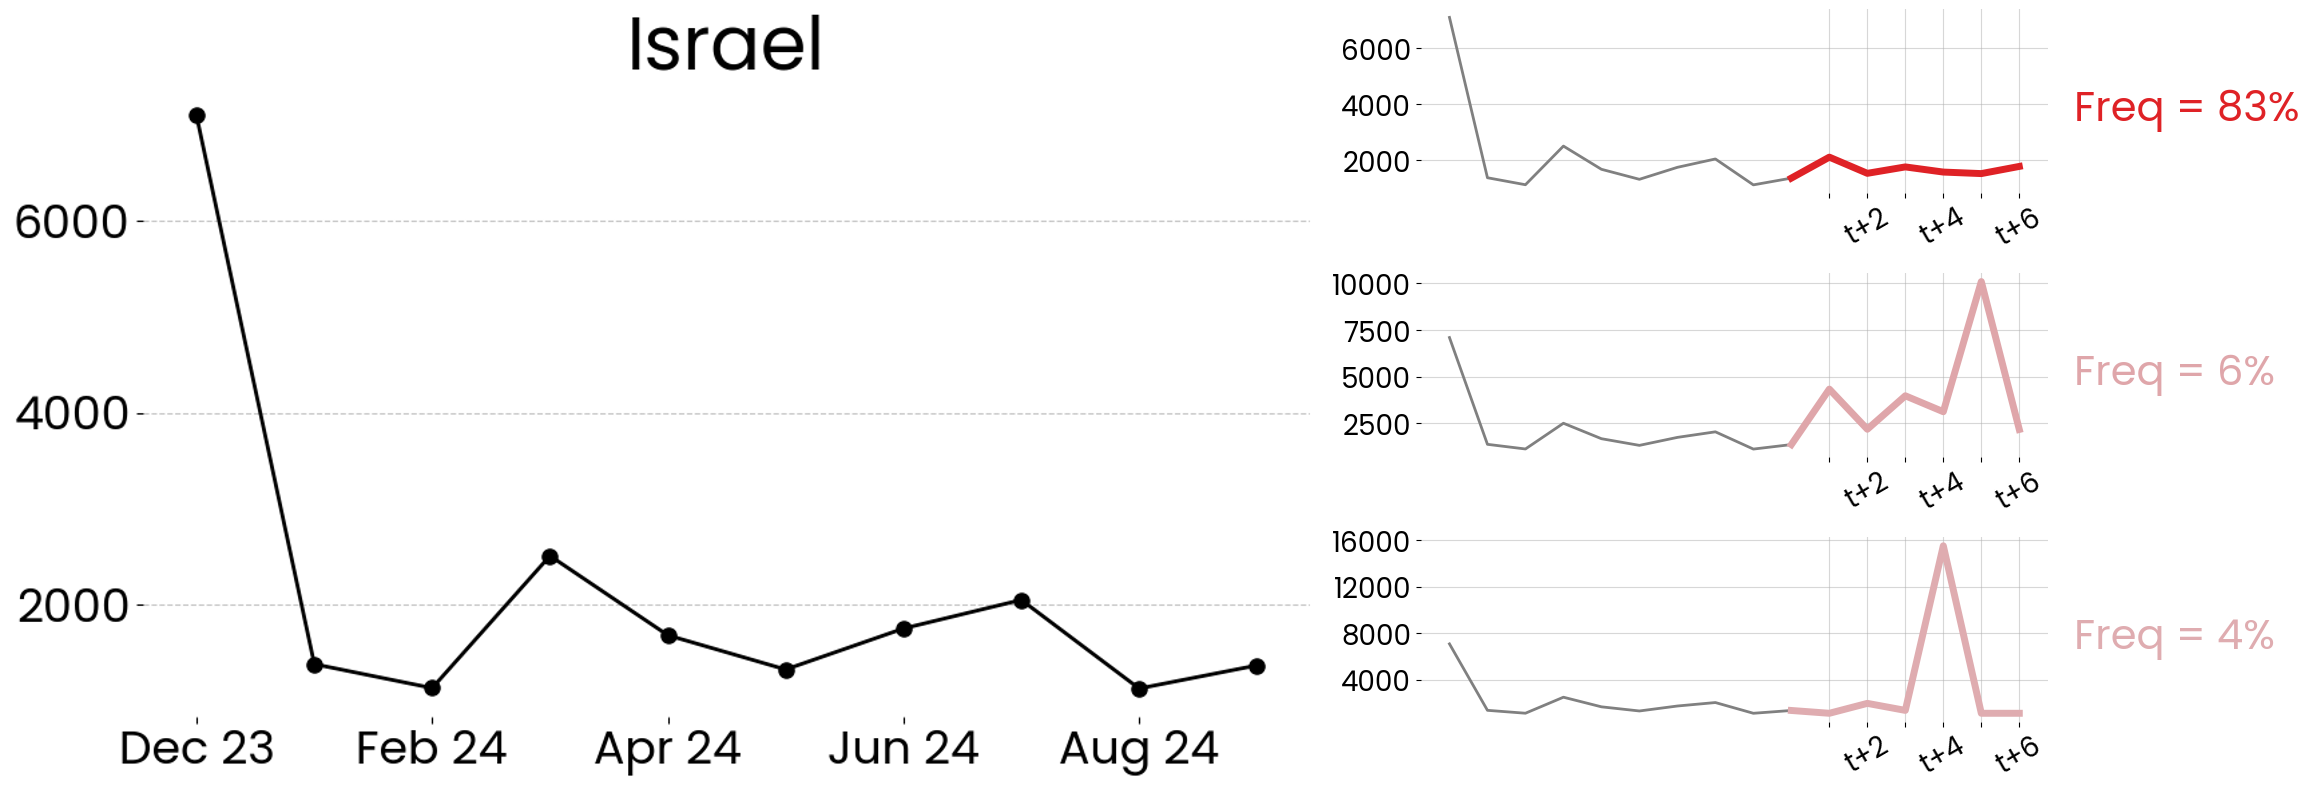 Israel
6000
4000
2000
Dec 23
Feb 24
Apr 24
Jun 24
Aug 24
6000
4000
2000
t+2
t+4
t+6
Freq = 83%
10000
7500
5000
2500
t+2
t+4
t+6
Freq = 6%
16000
12000
8000
4000
t+2
t+4
t+6
Freq = 4%